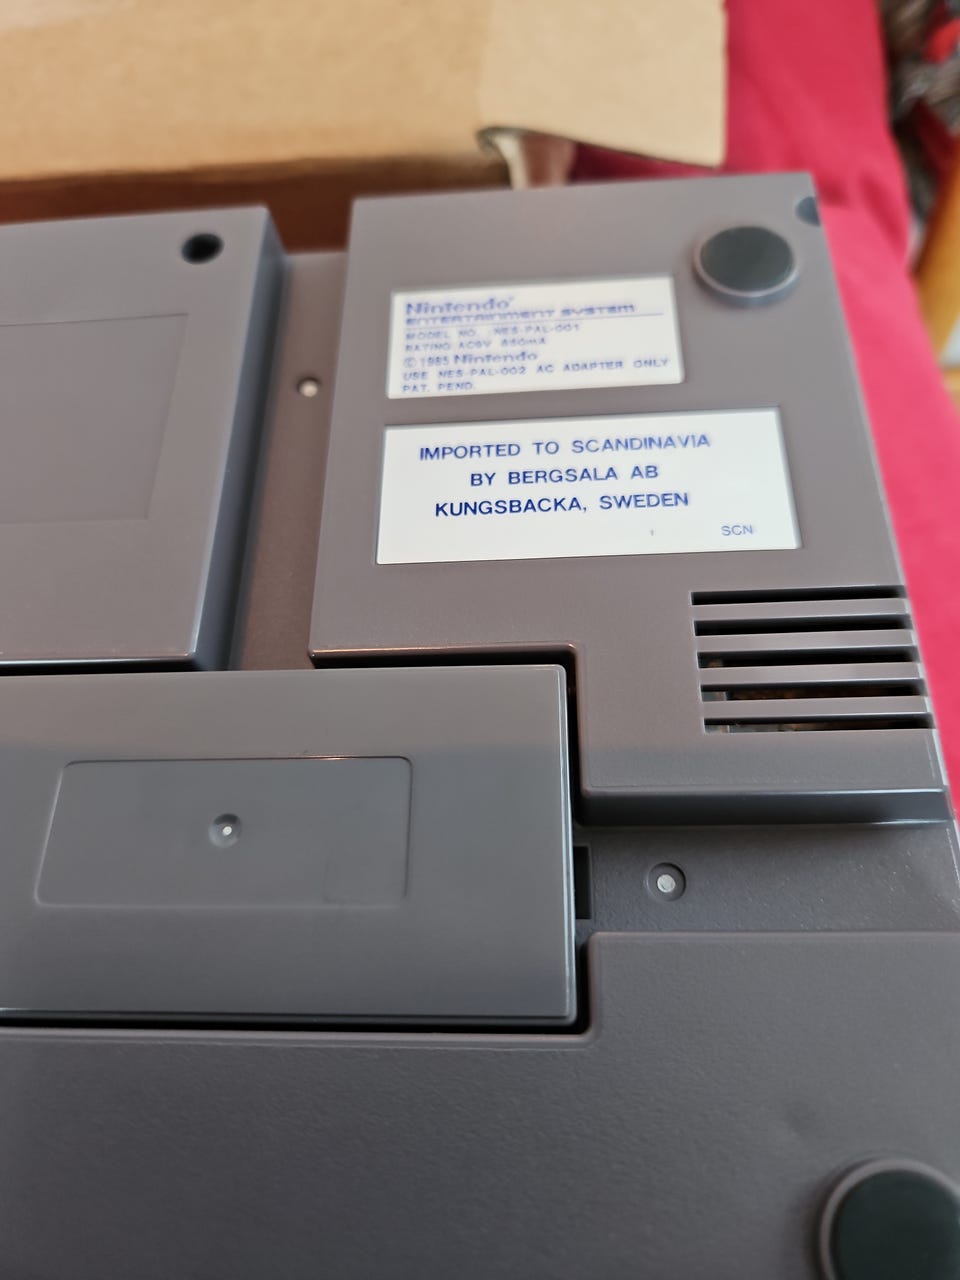 Nintendo®
ENTERTAINMENT SYSTEM
MODEL NO. : NES-PAL-001
RATING: AC9V 850mA
©1985 Nintendo
USE NES-PAL-002 AC ADAPTER ONLY
PAT. PEND.
IMPORTED TO SCANDINAVIA
BY BERGSALA AB
KUNGSBACKA, SWEDEN
SCN